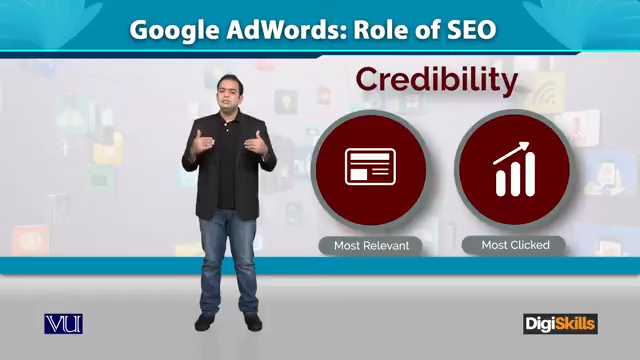 Google AdWords: Role of SEO
Credibility
Most Relevant
Most Clicked
VU
DigiSkills